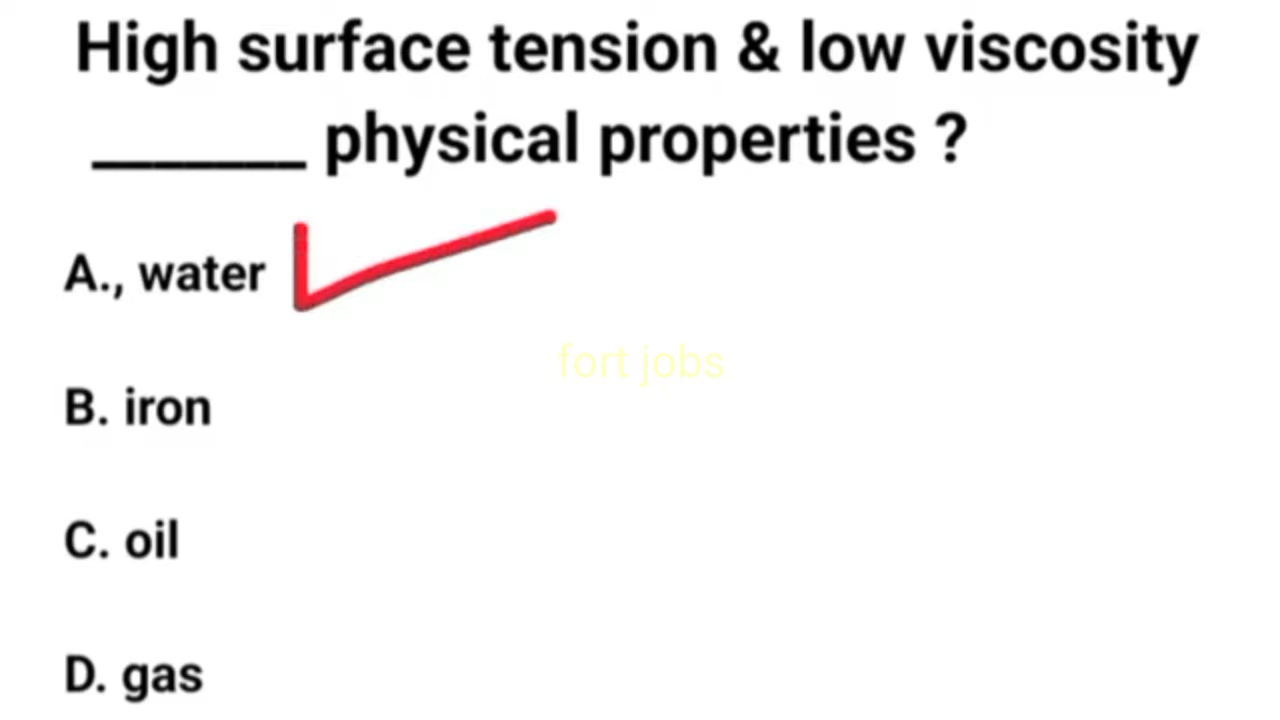 High surface tension & low viscosity
_______ physical properties ?
A., water
fort jobs
B. iron
C. oil
D. gas